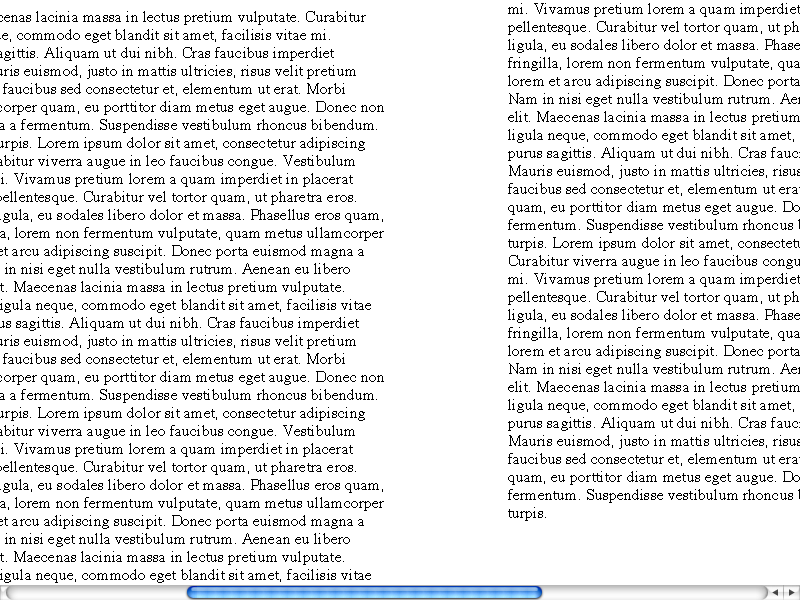 cenas lacinia massa in lectus pretium vulputate. Curabitur
commodo eget blandit sit amet, facilisis vitae mi.
agittis. Aliquam ut dui nibh. Cras faucibus imperdiet
uris euismod, justo in mattis ultricies, risus velit pretium
faucibus sed consectetur et, elementum ut erat. Morbi
corper quam, eu porttitor diam metus eget augue. Donec non
a fermentum. Suspendisse vestibulum rhoncus bibendum.
urpis. Lorem ipsum dolor sit amet, consectetur adipiscing
abitur viverra augue in leo faucibus congue. Vestibulum
i. Vivamus pretium lorem a quam imperdiet in placerat
pellentesque. Curabitur vel tortor quam, ut pharetra eros.
igula, eu sodales libero dolor et massa. Phasellus eros quam,
a, lorem non fermentum vulputate, quam metus ullamcorper
et arcu adipiscing suscipit. Donec porta euismod magna a
in nisi eget nulla vestibulum rutrum. Aenean eu libero
t. Maecenas lacinia massa in lectus pretium vulputate.
igula neque, commodo eget blandit sit amet, facilisis vitae
us sagittis. Aliquam ut dui nibh. Cras faucibus imperdiet
uris euismod, justo in mattis ultricies, risus velit pretium
faucibus sed consectetur et, elementum ut erat. Morbi
corper quam, eu porttitor diam metus eget augue. Donec non
a a fermentum. Suspendisse vestibulum rhoncus bibendum.
urpis. Lorem ipsum dolor sit amet, consectetur adipiscing
abitur viverra augue in leo faucibus congue. Vestibulum
i. Vivamus pretium lorem a quam imperdiet in placerat
pellentesque. Curabitur vel tortor quam, ut pharetra eros.
gula, eu sodales libero dolor et massa. Phasellus eros quam,
a, lorem non fermentum vulputate, quam metus ullamcorper
et arcu adipiscing suscipit. Donec porta euismod magna a
in nisi eget nulla vestibulum rutrum. Aenean eu libero
t. Maecenas lacinia massa in lectus pretium vulputate.
igula neque, commodo eget blandit sit amet, facilisis vitae
mi. Vivamus pretium lorem a quam imperdiet
pellentesque. Curabitur vel tortor quam, ut ph
ligula, eu sodales libero dolor et massa. Phase
fringilla, lorem non fermentum vulputate, qua
lorem et arcu adipiscing suscipit. Donec porta
Nam in nisi eget nulla vestibulum rutrum. Aen
elit. Maecenas lacinia massa in lectus pretium
ligula neque, commodo eget blandit sit amet,
purus sagittis. Aliquam ut dui nibh. Cras fauc
Mauris euismod, justo in mattis ultricies, risus
faucibus sed consectetur et, elementum ut era
quam, eu porttitor diam metus eget augue. Do
fermentum. Suspendisse vestibulum rhoncus b
turpis. Lorem ipsum dolor sit amet, consectetu
Curabitur viverra augue in leo faucibus congue.
mi. Vivamus pretium lorem a quam imperdiet
pellentesque. Curabitur vel tortor quam, ut ph
ligula, eu sodales libero dolor et massa. Phase
fringilla, lorem non fermentum vulputate, qua
lorem et arcu adipiscing suscipit. Donec porta
Nam in nisi eget nulla vestibulum rutrum. Aen
elit. Maecenas lacinia massa in lectus pretium
ligula neque, commodo eget blandit sit amet,
purus sagittis. Aliquam ut dui nibh. Cras fauc
Mauris euismod, justo in mattis ultricies, risus
faucibus sed consectetur et, elementum ut era
quam, eu porttitor diam metus eget augue. Do
fermentum. Suspendisse vestibulum rhoncus b
turpis.